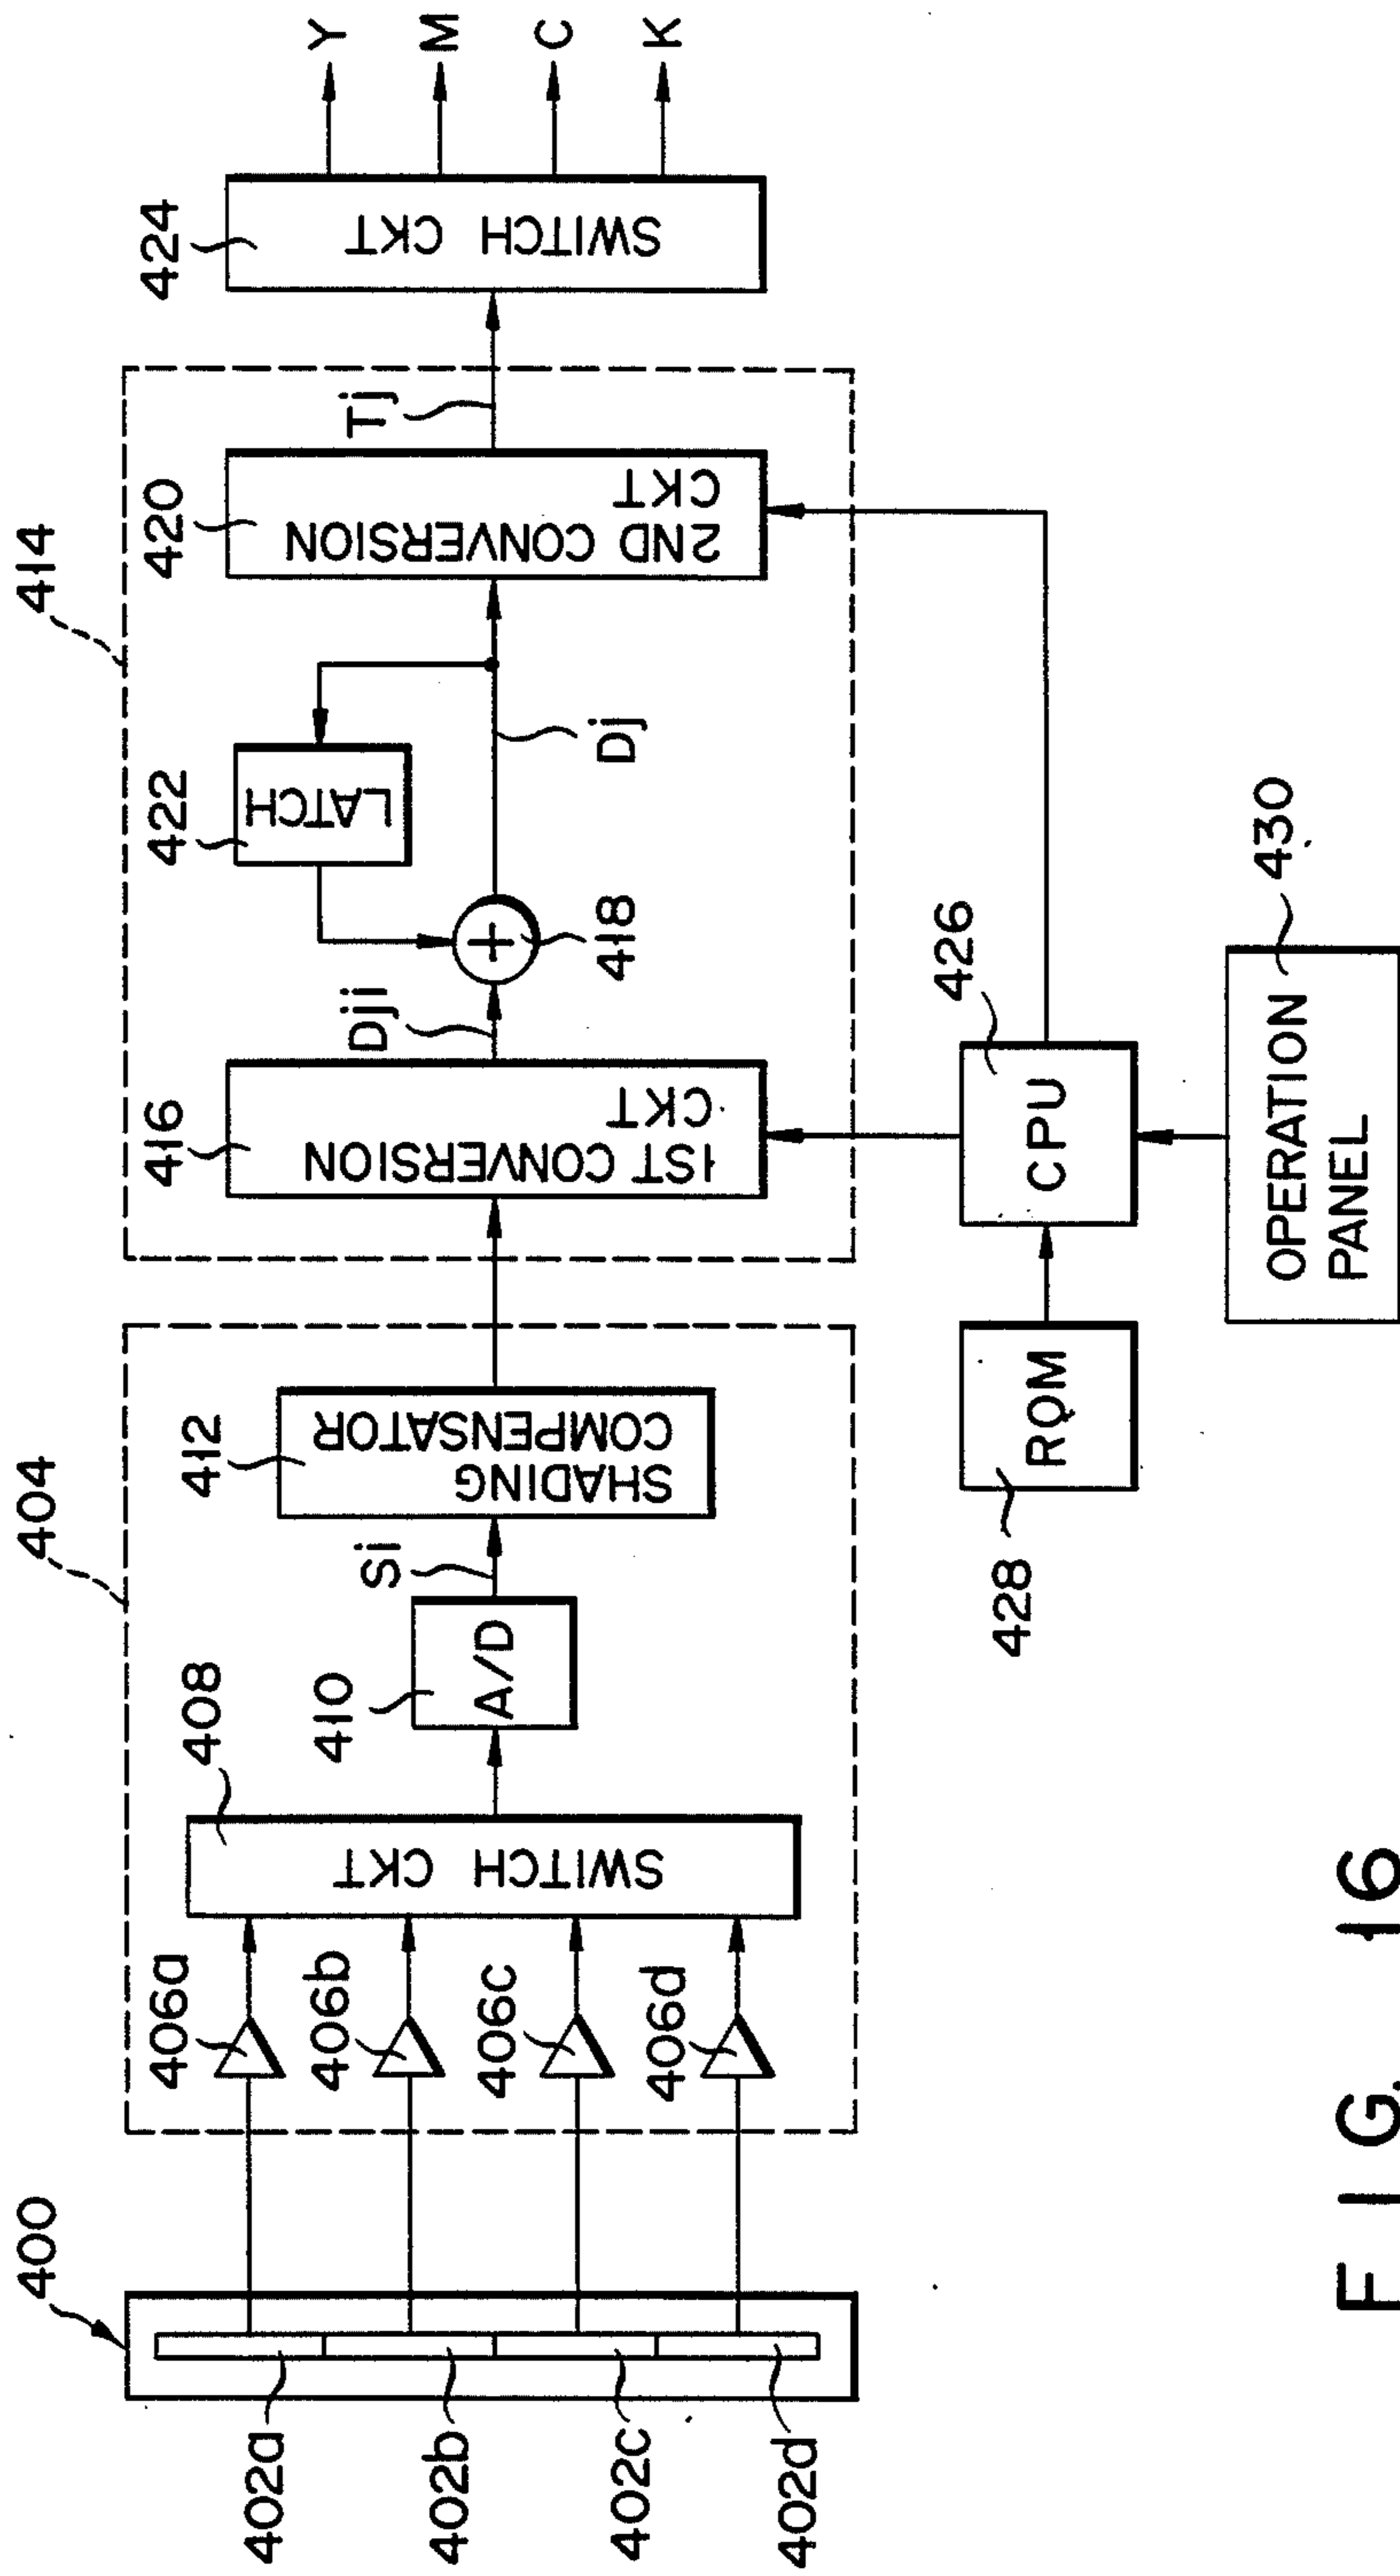 400
402a
402b
402c
402d
404
406a
406b
406c
406d
408
SWITCH CKT
410
A/D
Si
412
SHADING
COMPENSATOR
414
416
1ST CONVERSION
CKT
Dji
418
+
422
LATCH
Dj
420
2ND CONVERSION
CKT
Tj
424
SWITCH CKT
Y
M
C
K
428
ROM
426
CPU
430
OPERATION
PANEL
FIG. 16